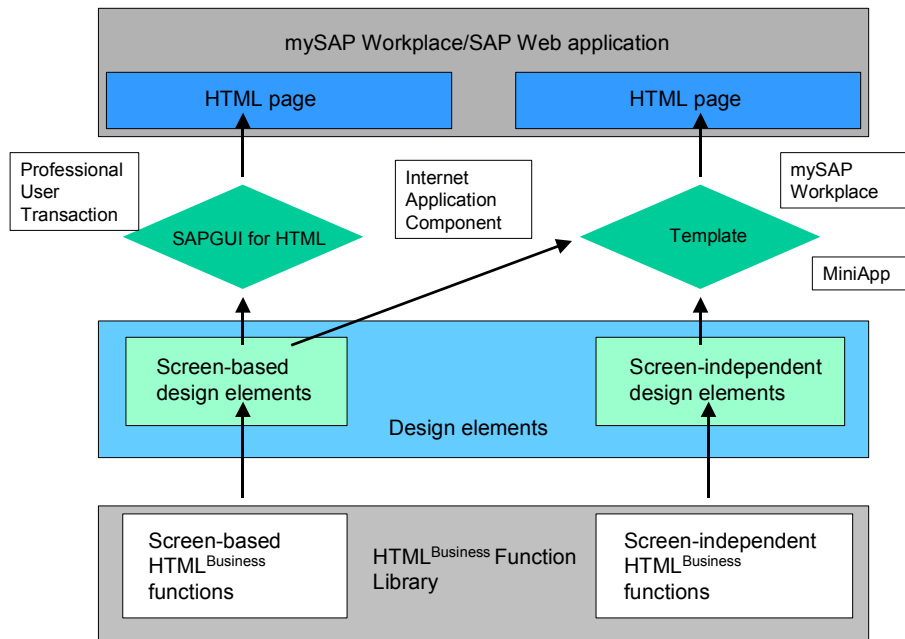 mySAP Workplace/SAP Web application
HTML page
HTML page
Professional
User
Transaction
Internet
Application
Component
mySAP
Workplace
SAPGUI for HTML
Template
MiniApp
Screen-based
design elements
Screen-independent
design elements
Design elements
Screen-based
HTMLBusiness
functions
HTMLBusiness Function
Library
Screen-independent
HTMLBusiness
functions